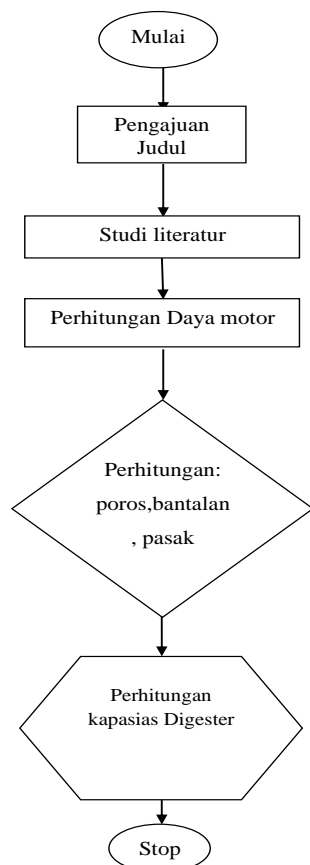 Mulai
Pengajuan
Judul
Studi literatur
Perhitungan Daya motor
Perhitungan:
poros,bantalan
, pasak
Perhitungan
kapasias Digester
Stop